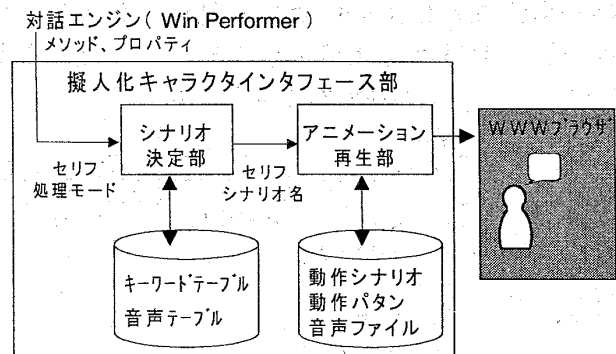 対話エンジン( Win Performer )
メソッド、プロパティ
擬人化キャラクタインタフェース部
シナリオ
決定部
アニメーション
再生部
WWWブラウザ
セリフ
処理モード
セリフ
シナリオ名
キーワードテーブル
音声テーブル
動作シナリオ
動作パタン
音声ファイル